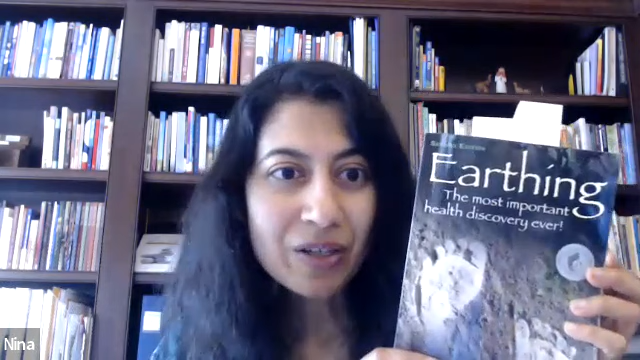 SECOND EDITION
Earthing
The most important
health discovery ever!
Nina